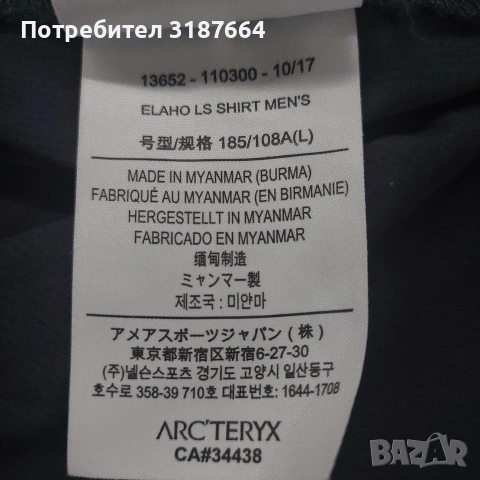 Потребител 3187664
13652 - 110300 - 10/17
ELAHO LS SHIRT MEN'S
号型/规格 185/108A(L)
MADE IN MYANMAR (BURMA)
FABRIQUÉ AU MYANMAR (EN BIRMANIE)
HERGESTELLT IN MYANMAR
FABRICADO EN MYANMAR
缅甸制造
ミャンマー製
제조국 : 미얀마
アメアスポーツジャパン ( 株 )
東京都新宿区新宿6-27-30
(주)넬슨스포츠 경기도 고양시 일산동구
호수로 358-39 710호 대표번호: 1644-1708
ARC'TERYX
CA#34438
BAZAR